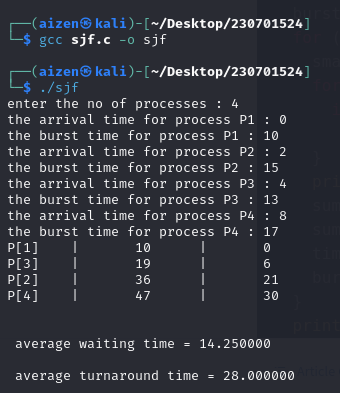 ┌──(aizen㉿kali)-[~/Desktop/230701524]
└─$ gcc sjf.c -o sjf
┌──(aizen㉿kali)-[~/Desktop/230701524]
└─$ ./sjf
enter the no of processes : 4
the arrival time for process P1 : 0
the burst time for process P1 : 10
the arrival time for process P2 : 2
the burst time for process P2 : 15
the arrival time for process P3 : 4
the burst time for process P3 : 13
the arrival time for process P4 : 8
the burst time for process P4 : 17
P[1] | 10 | 0
P[3] | 19 | 6
P[2] | 36 | 21
P[4] | 47 | 30
average waiting time = 14.250000
average turnaround time = 28.000000